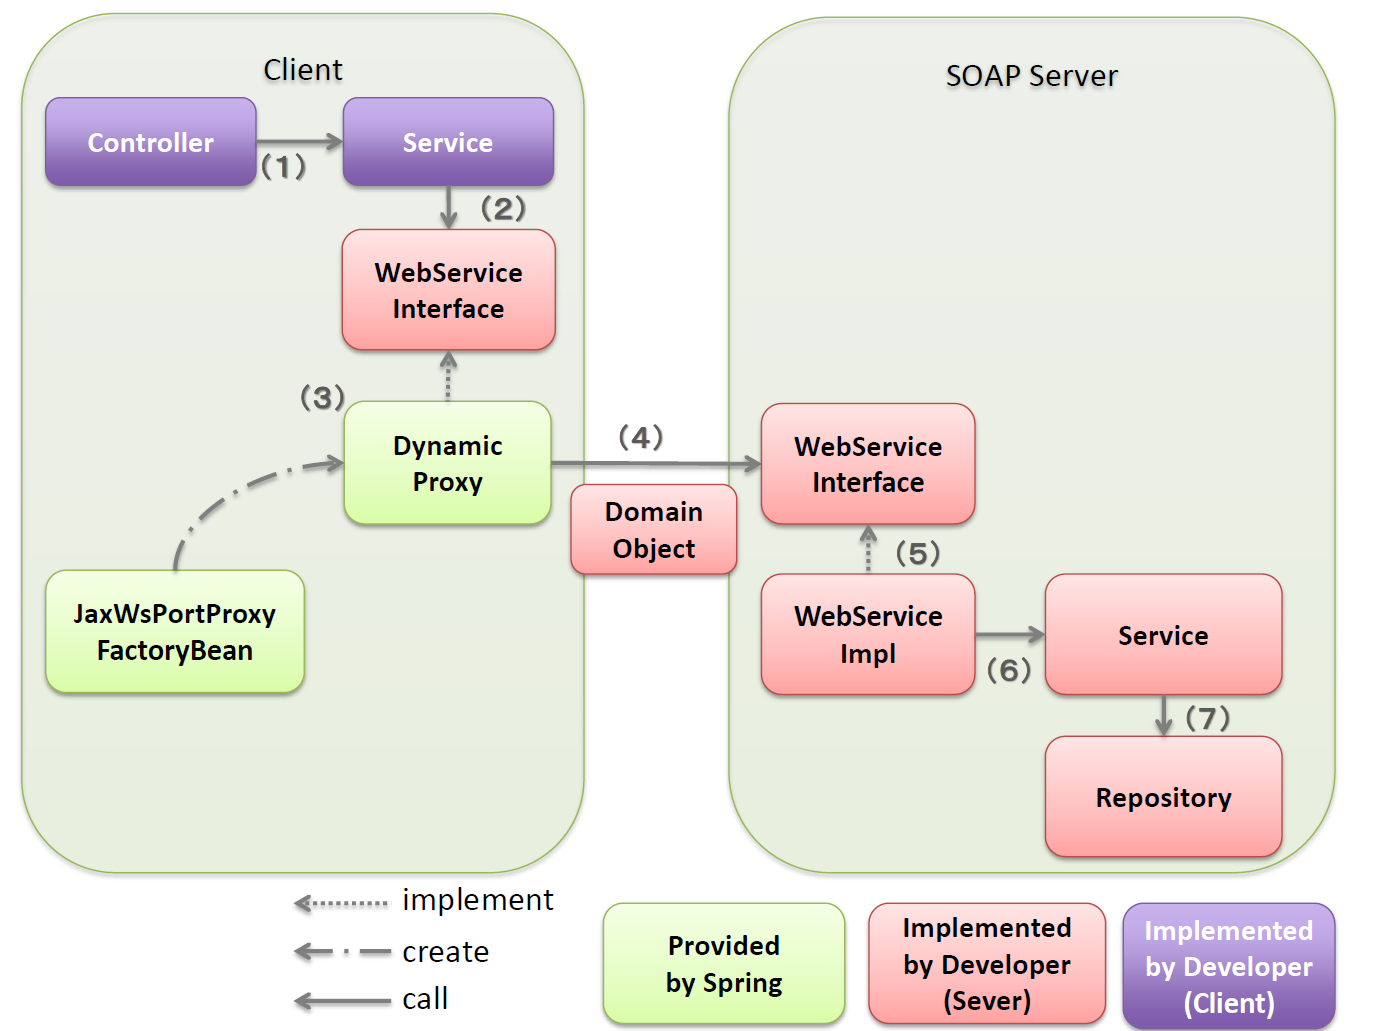 Client
Controller
(1)
Service
(2)
WebService
Interface
(3)
Dynamic
Proxy
JaxWsPortProxy
FactoryBean
(4)
Domain
Object
SOAP Server
WebService
Interface
(5)
WebService
Impl
(6)
Service
(7)
Repository
implement
create
call
Provided
by Spring
Implemented
by Developer
(Sever)
Implemented
by Developer
(Client)